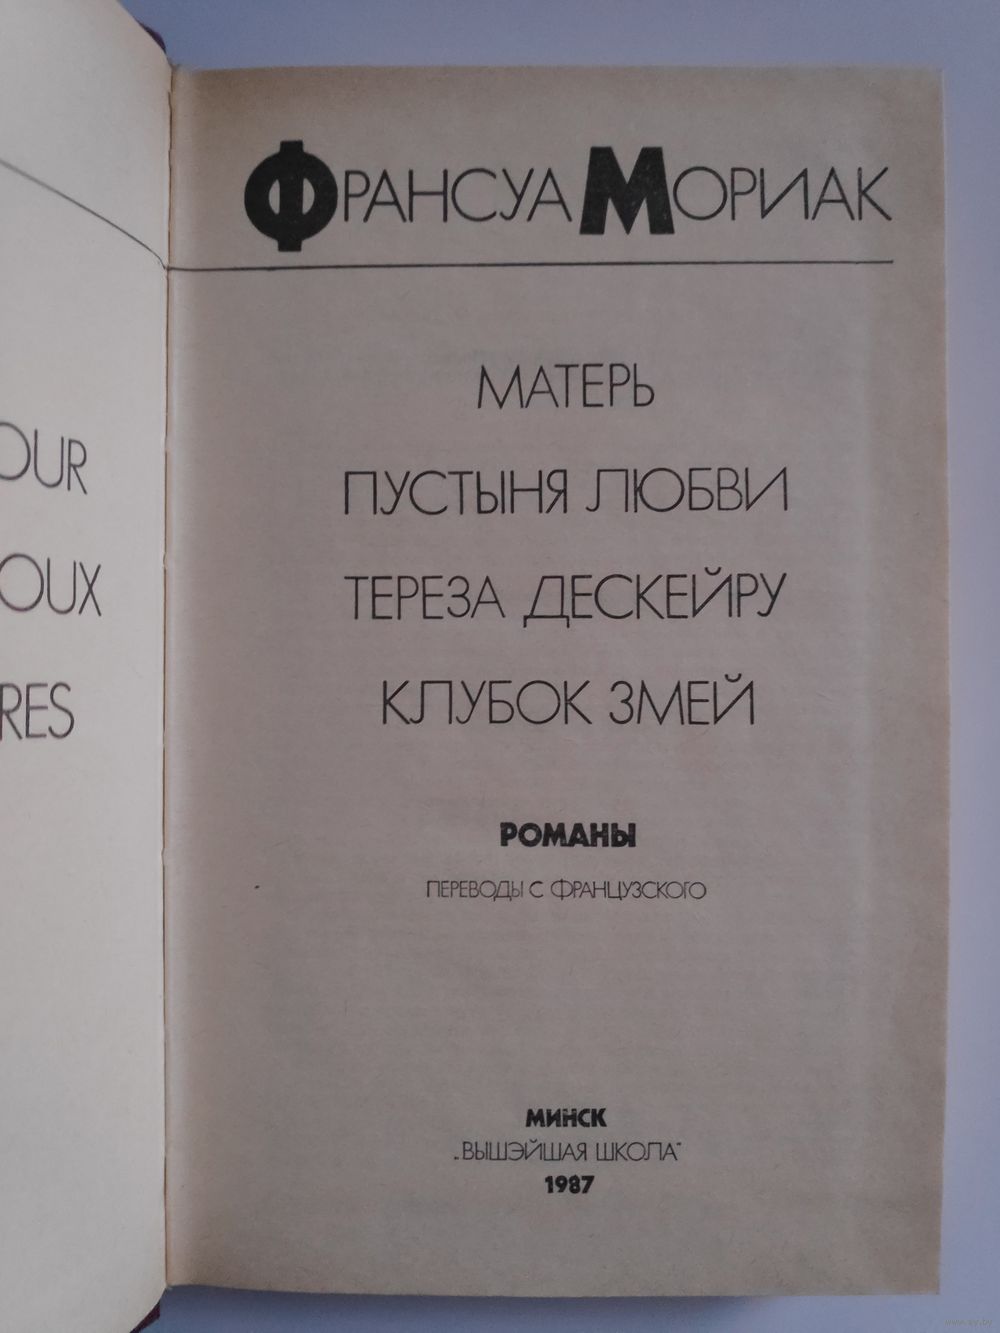 OUR
OUX
RES
ФРАНСУА МОРИАК
МАТЕРЬ
ПУСТЫНЯ ЛЮБВИ
ТЕРЕЗА ДЕСКЕЙРУ
КЛУБОК ЗМЕЙ
РОМАНЫ
ПЕРЕВОДЫ С ФРАНЦУЗСКОГО
МИНСК
„ВЫШЭЙШАЯ ШКОЛА"
1987